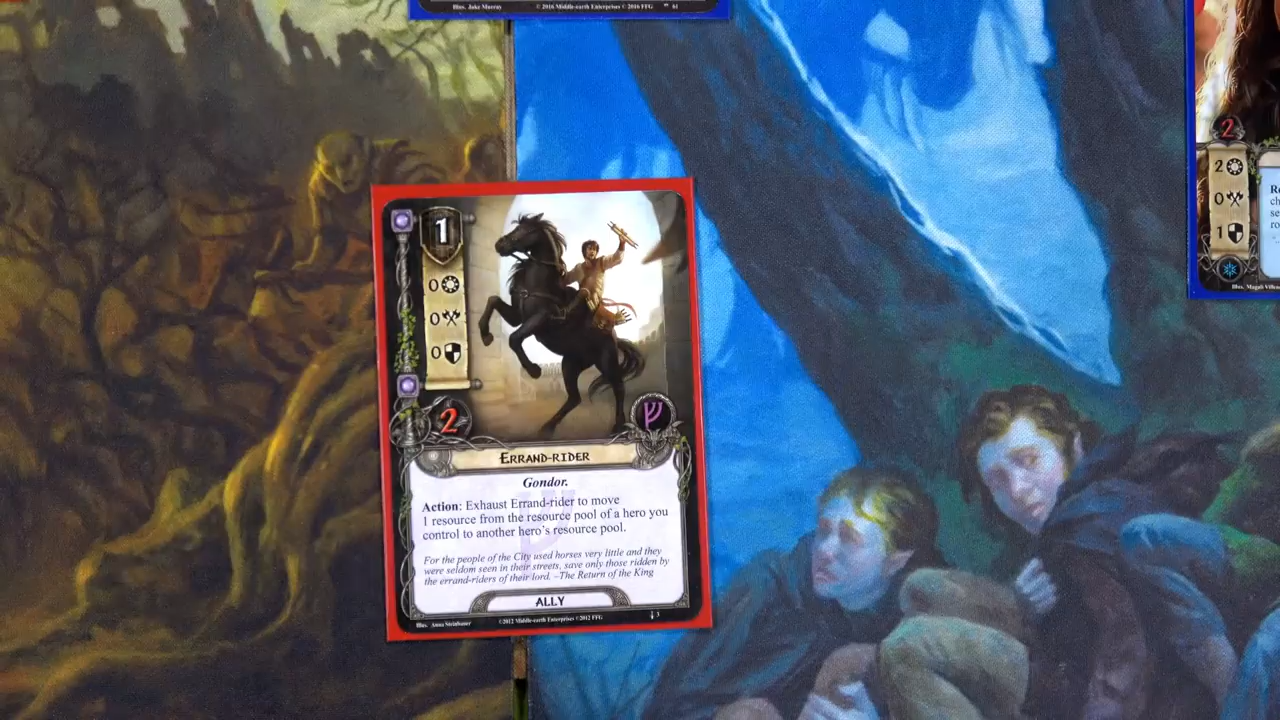 Illus. Jake Murray © 2016 Middle-earth Enterprises © 2016 FFG 61
1
0
0
0
2
ERRAND-RIDER
Gondor.
Action: Exhaust Errand-rider to move
1 resource from the resource pool of a hero you
control to another hero's resource pool.
For the people of the City used horses very little and they
were seldom seen in their streets, save only those ridden by
the errand-riders of their lord. –The Return of the King
ALLY
Illus. Anna Steinbauer ©2012 Middle-earth Enterprises ©2012 FFG 3
2
2
0
1